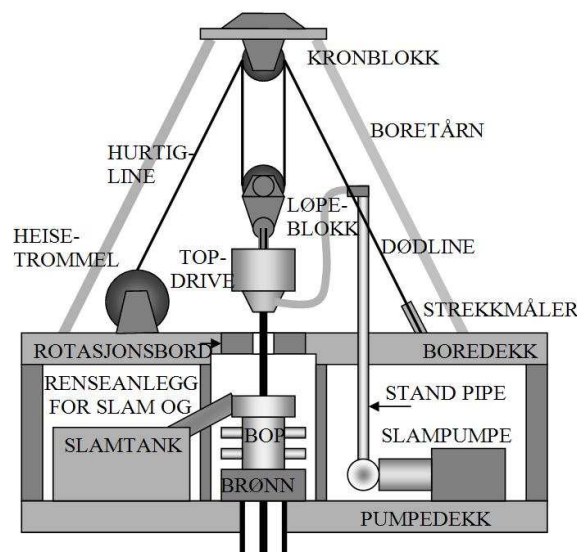 KRONBLOKK
BORETÅRN
HURTIG-
LINE
LØPE-
BLOKK
HEISE-
TROMMEL
TOP-
DRIVE
DØDLINE
STREKKMÅLER
ROTASJONSBORD
BOREDEKK
RENSEANLEGG
FOR SLAM OG
SLAMTANK
STAND PIPE
BOP
SLAMPUMPE
BRØNN
PUMPEDEKK